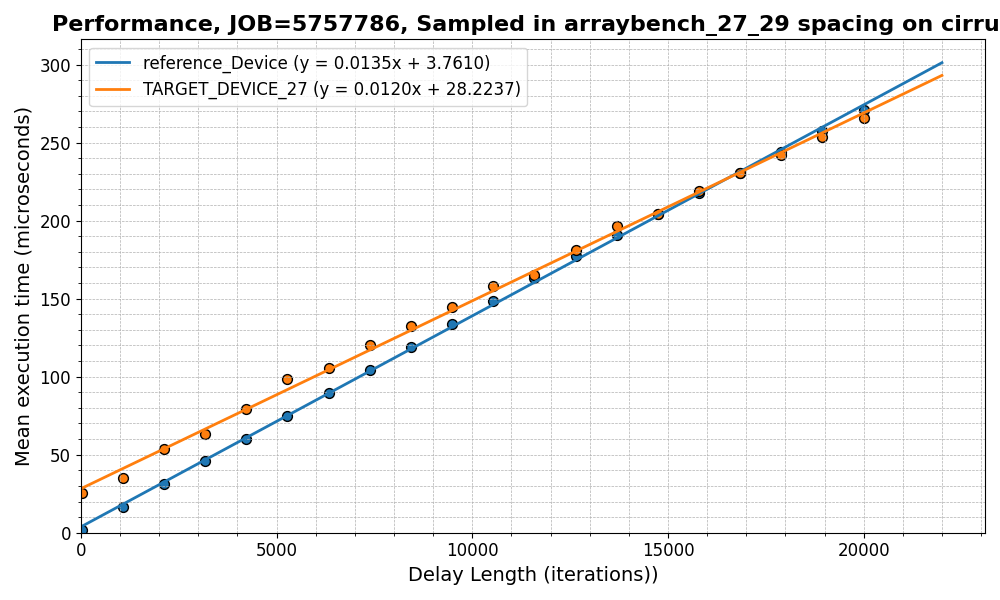 Performance, JOB=5757786, Sampled in arraybench_27_29 spacing on cirru
reference_Device (y = 0.0135x + 3.7610)
TARGET_DEVICE_27 (y = 0.0120x + 28.2237)
Mean execution time (microseconds)
300
250
200
150
100
50
0
0 5000 10000 15000 20000
Delay Length (iterations))